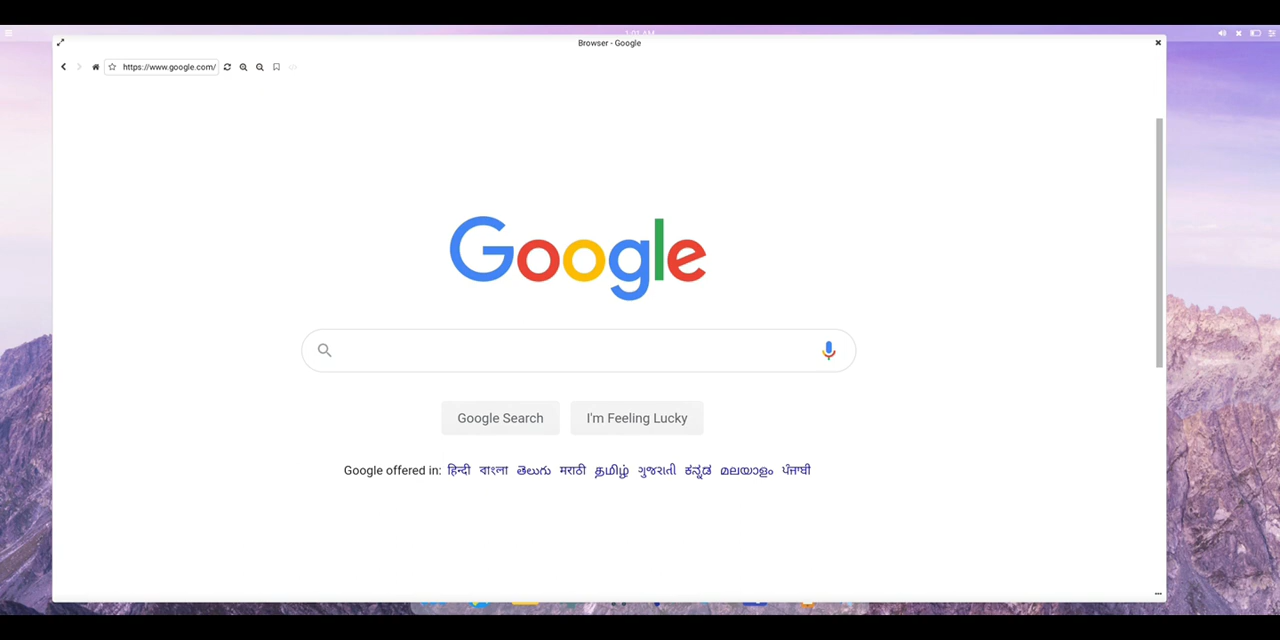 Browser - Google
https://www.google.com/
Google
Google Search
I'm Feeling Lucky
Google offered in: हिन्दी বাংলা తెలుగు मराठी தமிழ் ગુજરાતી ಕನ್ನಡ മലയാളം ਪੰਜਾਬੀ